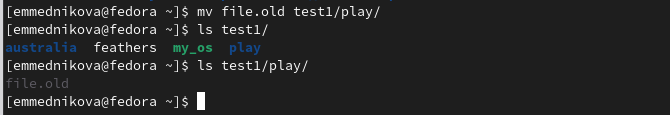 [emmednikova@fedora ~]$ mv file.old test1/play/
[emmednikova@fedora ~]$ ls test1/
australia feathers my_os play
[emmednikova@fedora ~]$ ls test1/play/
file.old
[emmednikova@fedora ~]$